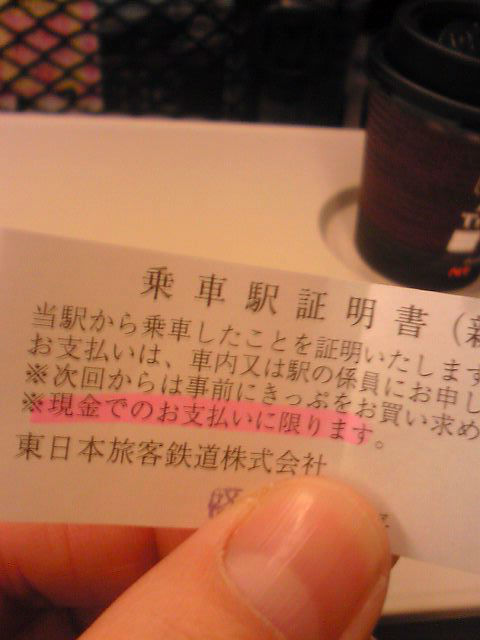 乗車駅証明書(新
当駅から乗車したことを証明いたします
お支払いは、車内又は駅の係員にお申し
※次回からは事前にきっぷをお買い求め
※現金でのお支払いに限ります。
東日本旅客鉄道株式会社